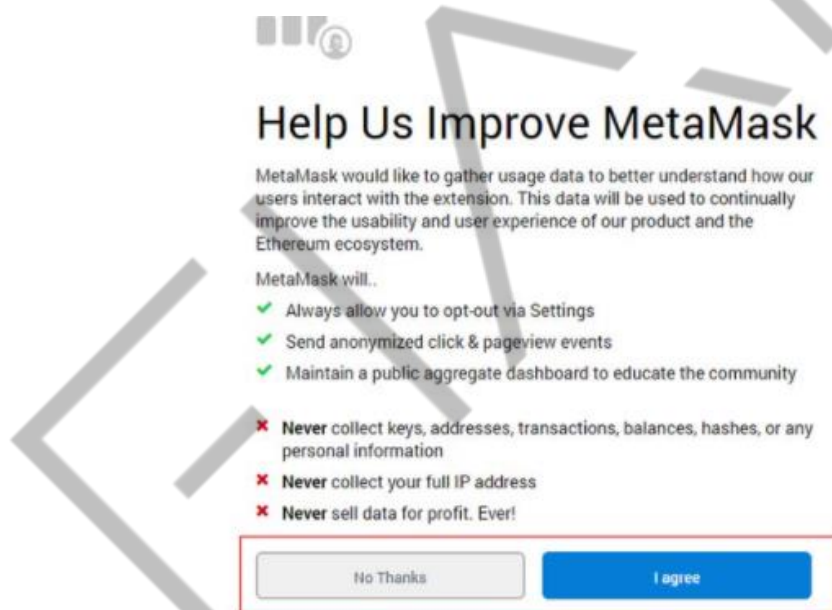 Help Us Improve MetaMask
MetaMask would like to gather usage data to better understand how our
users interact with the extension. This data will be used to continually
improve the usability and user experience of our product and the
Ethereum ecosystem.
MetaMask will..
Always allow you to opt-out via Settings
Send anonymized click & pageview events
Maintain a public aggregate dashboard to educate the community
Never collect keys, addresses, transactions, balances, hashes, or any
personal information
Never collect your full IP address
Never sell data for profit. Ever!
No Thanks
I agree